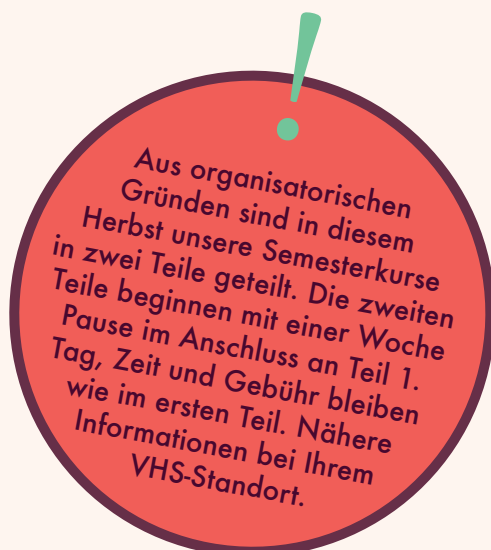 Aus organisatorischen
Gründen sind in diesem
Herbst unsere Semesterkurse
in zwei Teile geteilt. Die zweiten
Teile beginnen mit einer Woche
Pause im Anschluss an Teil 1.
Tag, Zeit und Gebühr bleiben
wie im ersten Teil. Nähere
Informationen bei Ihrem
VHS-Standort.